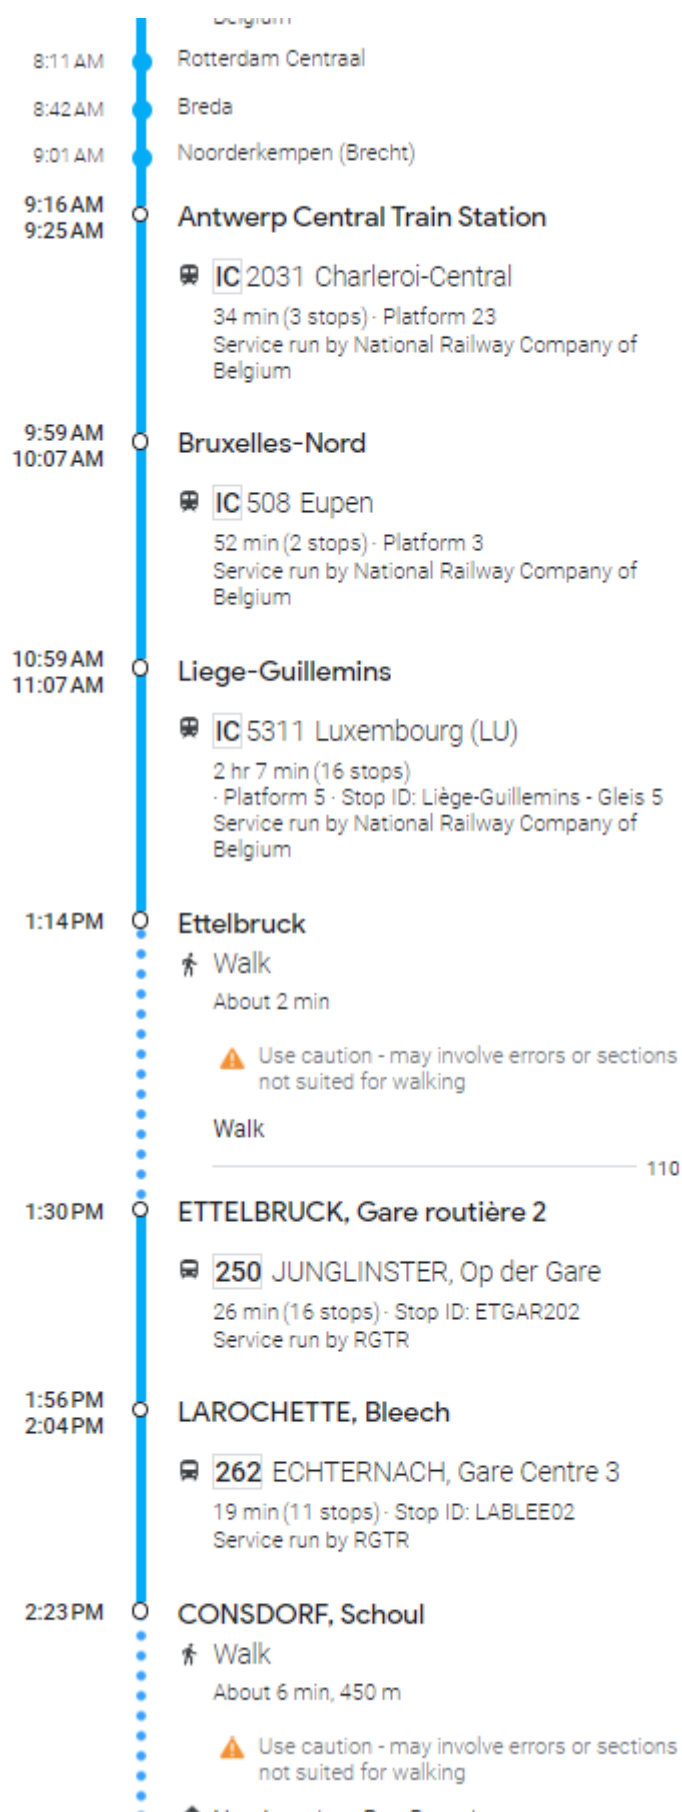 Belgium
8:11 AM Rotterdam Centraal
8:42 AM Breda
9:01 AM Noorderkempen (Brecht)
9:16 AM
9:25 AM
Antwerp Central Train Station
IC 2031 Charleroi-Central
34 min (3 stops) · Platform 23
Service run by National Railway Company of
Belgium
9:59 AM
10:07 AM
Bruxelles-Nord
IC 508 Eupen
52 min (2 stops) · Platform 3
Service run by National Railway Company of
Belgium
10:59 AM
11:07 AM
Liege-Guillemins
IC 5311 Luxembourg (LU)
2 hr 7 min (16 stops)
· Platform 5 · Stop ID: Liège-Guillemins - Gleis 5
Service run by National Railway Company of
Belgium
1:14 PM Ettelbruck
Walk
About 2 min
Use caution - may involve errors or sections
not suited for walking
Walk
110
1:30 PM ETTELBRUCK, Gare routière 2
250 JUNGLINSTER, Op der Gare
26 min (16 stops) · Stop ID: ETGAR202
Service run by RGTR
1:56 PM
2:04 PM
LAROCHETTE, Bleech
262 ECHTERNACH, Gare Centre 3
19 min (11 stops) · Stop ID: LABLEE02
Service run by RGTR
2:23 PM CONSDORF, Schoul
Walk
About 6 min, 450 m
Use caution - may involve errors or sections
not suited for walking